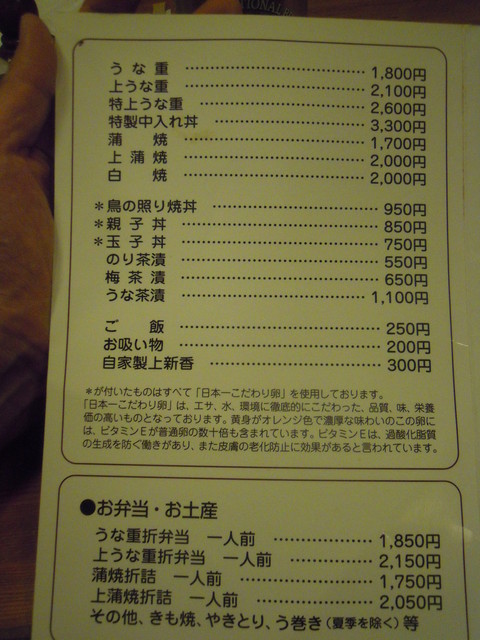 TIONAL
うな重 …… 1,800円
上うな重 …… 2,100円
特上うな重 …… 2,600円
特製中入れ丼 …… 3,300円
蒲焼 …… 1,700円
上蒲焼 …… 2,000円
白焼 …… 2,000円
*鳥の照り焼丼 …… 950円
*親子丼 …… 850円
*玉子丼 …… 750円
のり茶漬 …… 550円
梅茶漬 …… 650円
うな茶漬 …… 1,100円
ご飯 …… 250円
お吸い物 …… 200円
自家製上新香 …… 300円
*が付いたものはすべて「日本一こだわり卵」を使用しております。
「日本一こだわり卵」は、エサ、水、環境に徹底的にこだわった、品質、味、栄養
価の高いものとなっております。黄身がオレンジ色で濃厚な味わいのこの卵に
は、ビタミンEが普通卵の数十倍も含まれています。ビタミンEは、過酸化脂質
の生成を防ぐ働きがあり、また皮膚の老化防止に効果があると言われています。
●お弁当・お土産
うな重折弁当 一人前 …… 1,850円
上うな重折弁当 一人前 …… 2,150円
蒲焼折詰 一人前 …… 1,750円
上蒲焼折詰 一人前 …… 2,050円
その他、きも焼、やきとり、う巻き(夏季を除く)等